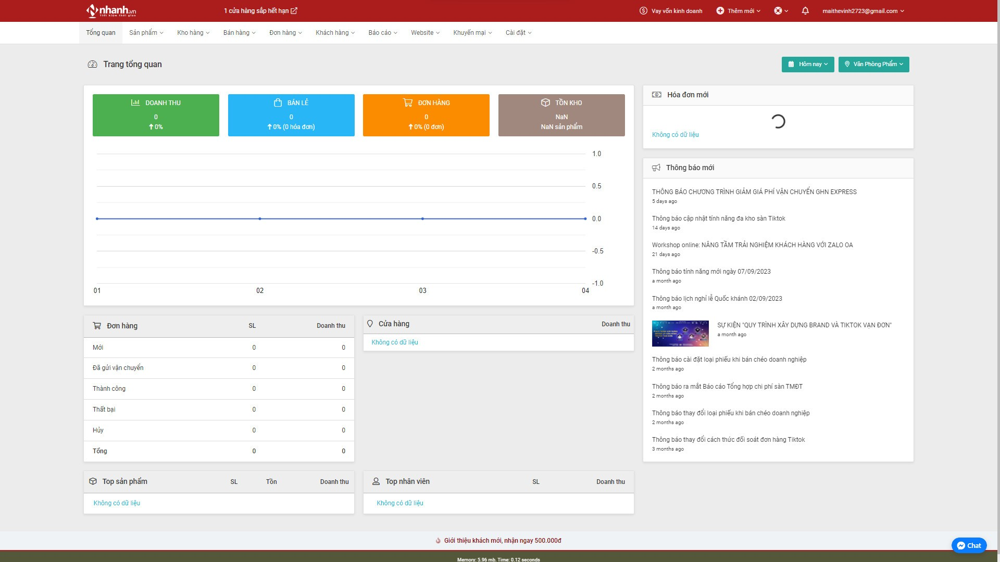 nhanh.vn
Tiết kiệm thời gian
1 cửa hàng sắp hết hạn
Vay vốn kinh doanh
Thêm mới
maithevinh2723@gmail.com
Tổng quan
Sản phẩm
Kho hàng
Bán hàng
Đơn hàng
Khách hàng
Báo cáo
Website
Khuyến mại
Cài đặt
Trang tổng quan
Hôm nay
Văn Phòng Phẩm
DOANH THU
0
0%
BÁN LẺ
0
0% (0 hóa đơn)
ĐƠN HÀNG
0
0% (0 đơn)
TỒN KHO
NaN
NaN sản phẩm
1.0
0.5
0.0
-0.5
-1.0
01 02 03 04
Đơn hàng SL Doanh thu
Mới 0 0
Đã gửi vận chuyển 0 0
Thành công 0 0
Thất bại 0 0
Hủy 0 0
Tổng 0 0
Cửa hàng Doanh thu
Không có dữ liệu
Top sản phẩm SL Tồn Doanh thu
Không có dữ liệu
Top nhân viên SL Doanh thu
Không có dữ liệu
Hóa đơn mới
Không có dữ liệu
Thông báo mới
THÔNG BÁO CHƯƠNG TRÌNH GIẢM GIÁ PHÍ VẬN CHUYỂN GHN EXPRESS
5 days ago
Thông báo cập nhật tính năng đa kho sàn Tiktok
14 days ago
Workshop online: NÂNG TẦM TRẢI NGHIỆM KHÁCH HÀNG VỚI ZALO OA
21 days ago
Thông báo tính năng mới ngày 07/09/2023
a month ago
Thông báo lịch nghỉ lễ Quốc khánh 02/09/2023
a month ago
SỰ KIỆN "QUY TRÌNH XÂY DỰNG BRAND VÀ TIKTOK VẠN ĐƠN"
a month ago
Thông báo cài đặt loại phiếu khi bán chéo doanh nghiệp
2 months ago
Thông báo ra mắt Báo cáo Tổng hợp chi phí sàn TMĐT
2 months ago
Thông báo thay đổi loại phiếu khi bán chéo doanh nghiệp
2 months ago
Thông báo thay đổi cách thức đối soát đơn hàng Tiktok
3 months ago
Giới thiệu khách mới, nhận ngay 500.000đ
Chat
Memory: 5.96 mb. Time: 0.12 seconds